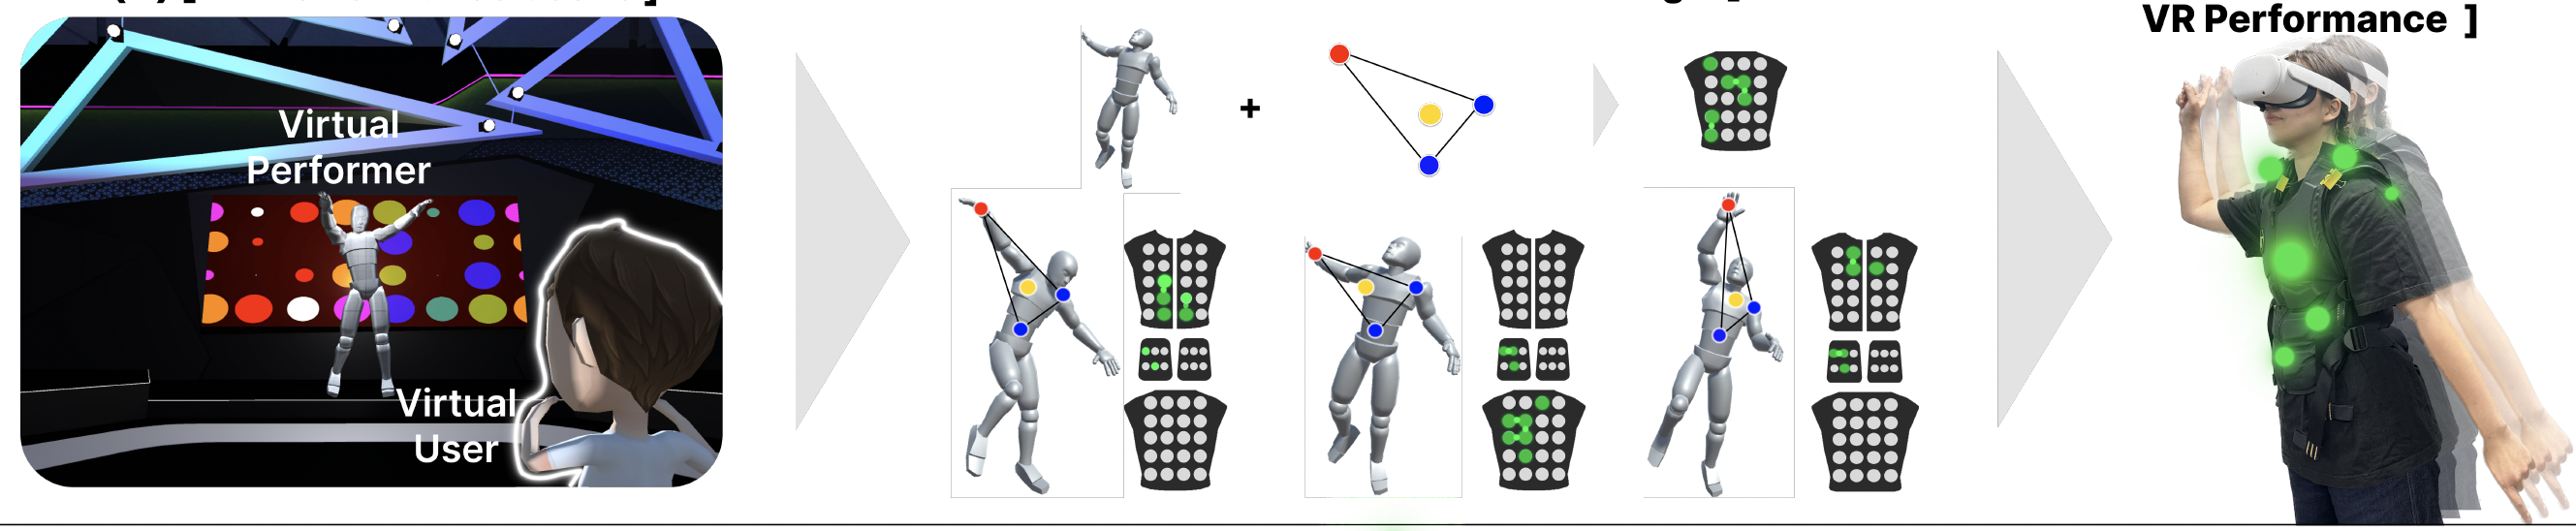 VR Performance ]
Virtual
Performer
+
Virtual
User